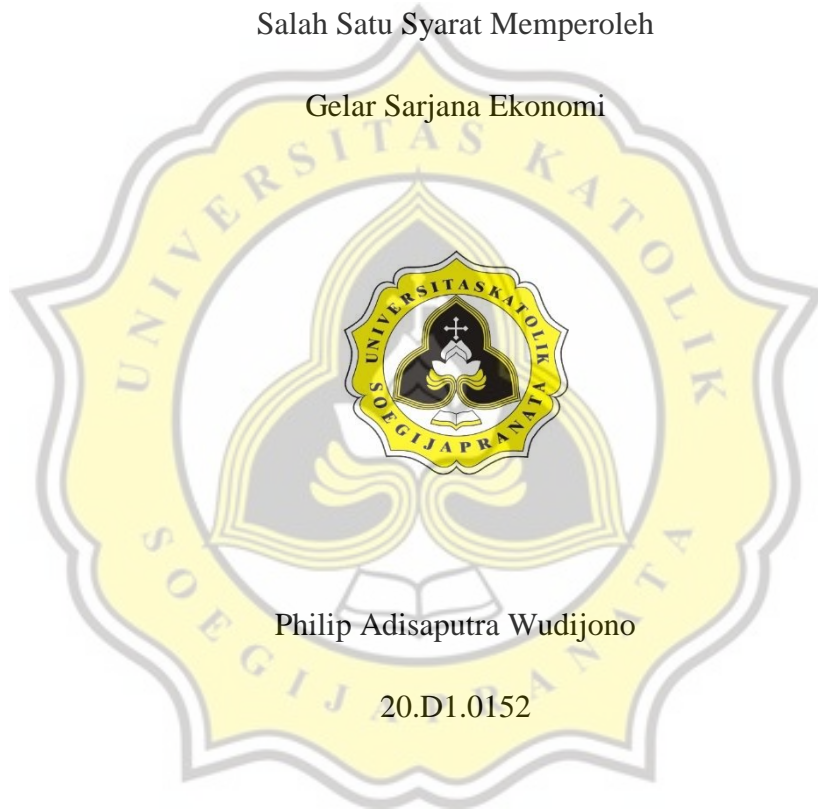 Salah Satu Syarat Memperoleh
Gelar Sarjana Ekonomi
UNIVERSITAS KATOLIK
SOEGIJAPRANATA
UNIVERSITAS KATOLIK
SOEGIJAPRANATA
Philip Adisaputra Wudijono
20.D1.0152